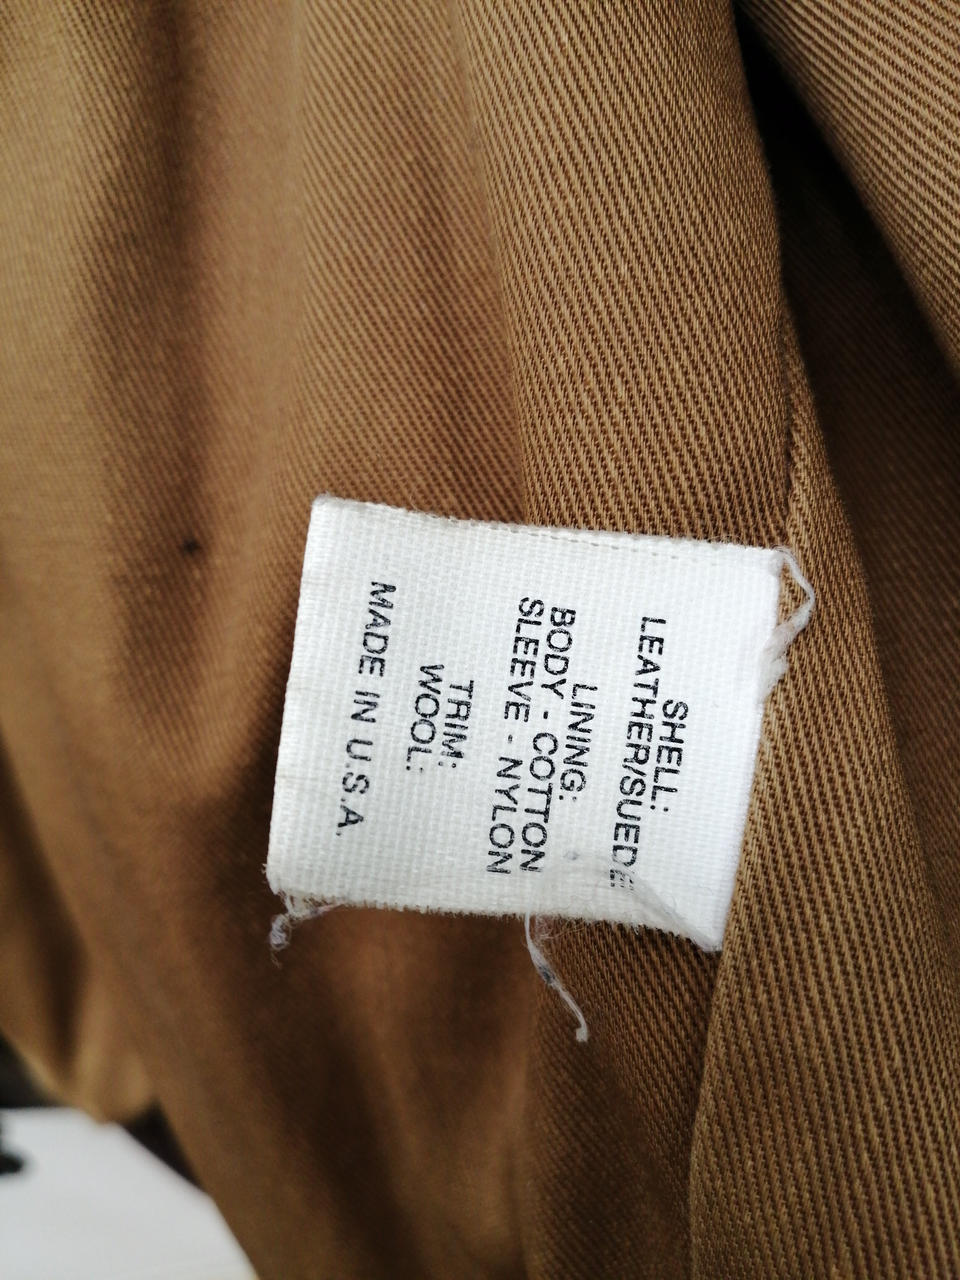 SHELL:
LEATHER/SUEDE
LINING:
BODY - COTTON
SLEEVE - NYLON
TRIM:
WOOL:
MADE IN U.S.A.